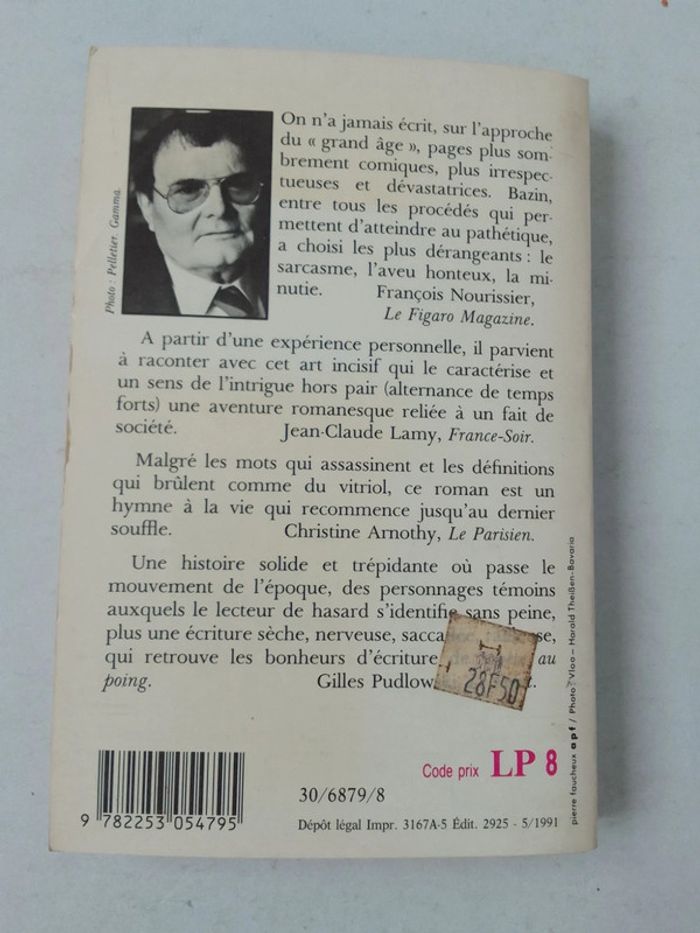 On n'a jamais écrit, sur l'approche
du « grand âge », pages plus som-
brement comiques, plus irrespec-
tueuses et dévastatrices. Bazin,
entre tous les procédés qui per-
mettent d'atteindre au pathétique,
a choisi les plus dérangeants : le
sarcasme, l'aveu honteux, la mi-
nutie. François Nourissier,
Le Figaro Magazine.
Photo : Pelletier. Gamma.
A partir d'une expérience personnelle, il parvient
à raconter avec cet art incisif qui le caractérise et
un sens de l'intrigue hors pair (alternance de temps
forts) une aventure romanesque reliée à un fait de
société. Jean-Claude Lamy, France-Soir.
Malgré les mots qui assassinent et les définitions
qui brûlent comme du vitriol, ce roman est un
hymne à la vie qui recommence jusqu'au dernier
souffle. Christine Arnothy, Le Parisien.
Une histoire solide et trépidante où passe le
mouvement de l'époque, des personnages témoins
auxquels le lecteur de hasard s'identifie sans peine,
plus une écriture sèche, nerveuse,
qui retrouve les bonheurs d'écriture au
poing. Gilles
28F50
Code prix LP 8
30/6879/8
9 782253 054795
Dépôt légal Impr. 3167A-5 Édit. 2925 - 5/1991
pierre faucheux apf / Photo : Vloo – Harald Theißen-Bavaria